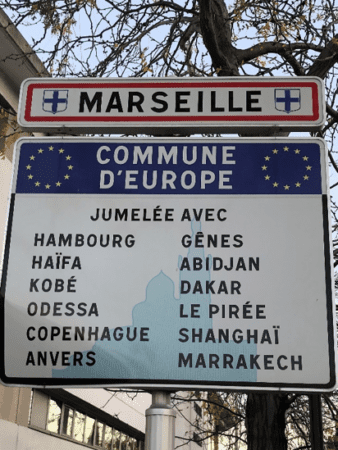 MARSEILLE
COMMUNE
D'EUROPE
JUMELÉE AVEC
HAMBOURG GÊNES
HAÏFA ABIDJAN
KOBÉ DAKAR
ODESSA LE PIRÉE
COPENHAGUE SHANGHAÏ
ANVERS MARRAKECH